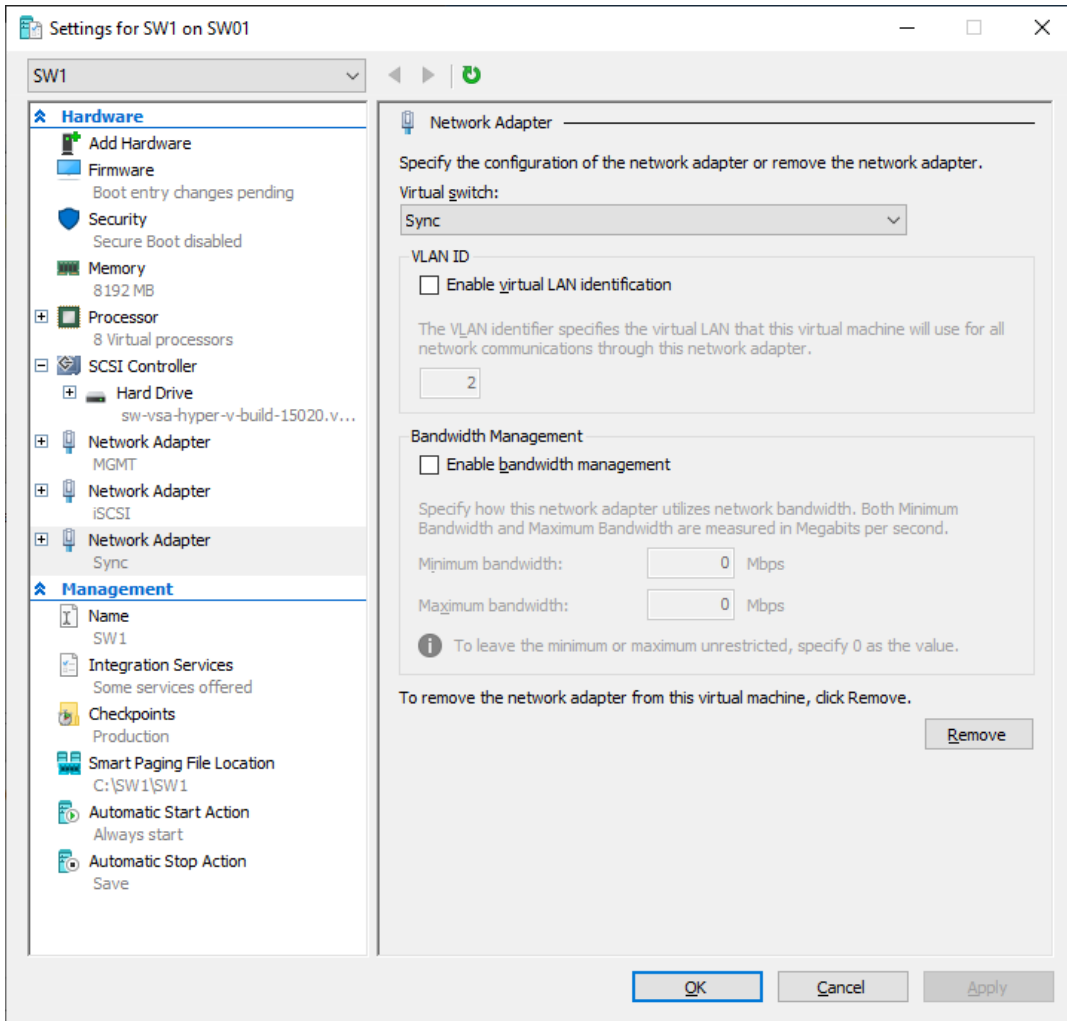 Settings for SW1 on SW01
SW1
Hardware
Add Hardware
Firmware
Boot entry changes pending
Security
Secure Boot disabled
Memory
8192 MB
Processor
8 Virtual processors
SCSI Controller
Hard Drive
sw-vsa-hyper-v-build-15020.v...
Network Adapter
MGMT
Network Adapter
iSCSI
Network Adapter
Sync
Management
Name
SW1
Integration Services
Some services offered
Checkpoints
Production
Smart Paging File Location
C:\SW1\SW1
Automatic Start Action
Always start
Automatic Stop Action
Save
Network Adapter
Specify the configuration of the network adapter or remove the network adapter.
Virtual switch:
Sync
VLAN ID
Enable virtual LAN identification
The VLAN identifier specifies the virtual LAN that this virtual machine will use for all
network communications through this network adapter.
2
Bandwidth Management
Enable bandwidth management
Specify how this network adapter utilizes network bandwidth. Both Minimum
Bandwidth and Maximum Bandwidth are measured in Megabits per second.
Minimum bandwidth: 0 Mbps
Maximum bandwidth: 0 Mbps
To leave the minimum or maximum unrestricted, specify 0 as the value.
To remove the network adapter from this virtual machine, click Remove.
Remove
OK Cancel Apply